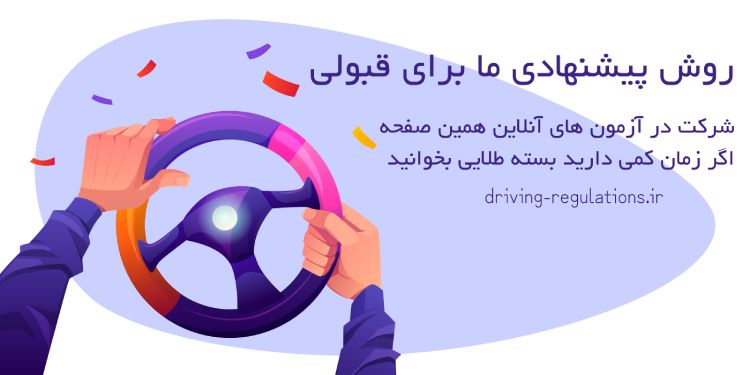 روش پیشنهادی ما برای قبولی
شرکت در آزمون های آنلاین همین صفحه
اگر زمان کمی دارید بسته طلایی بخوانید
driving-regulations.ir